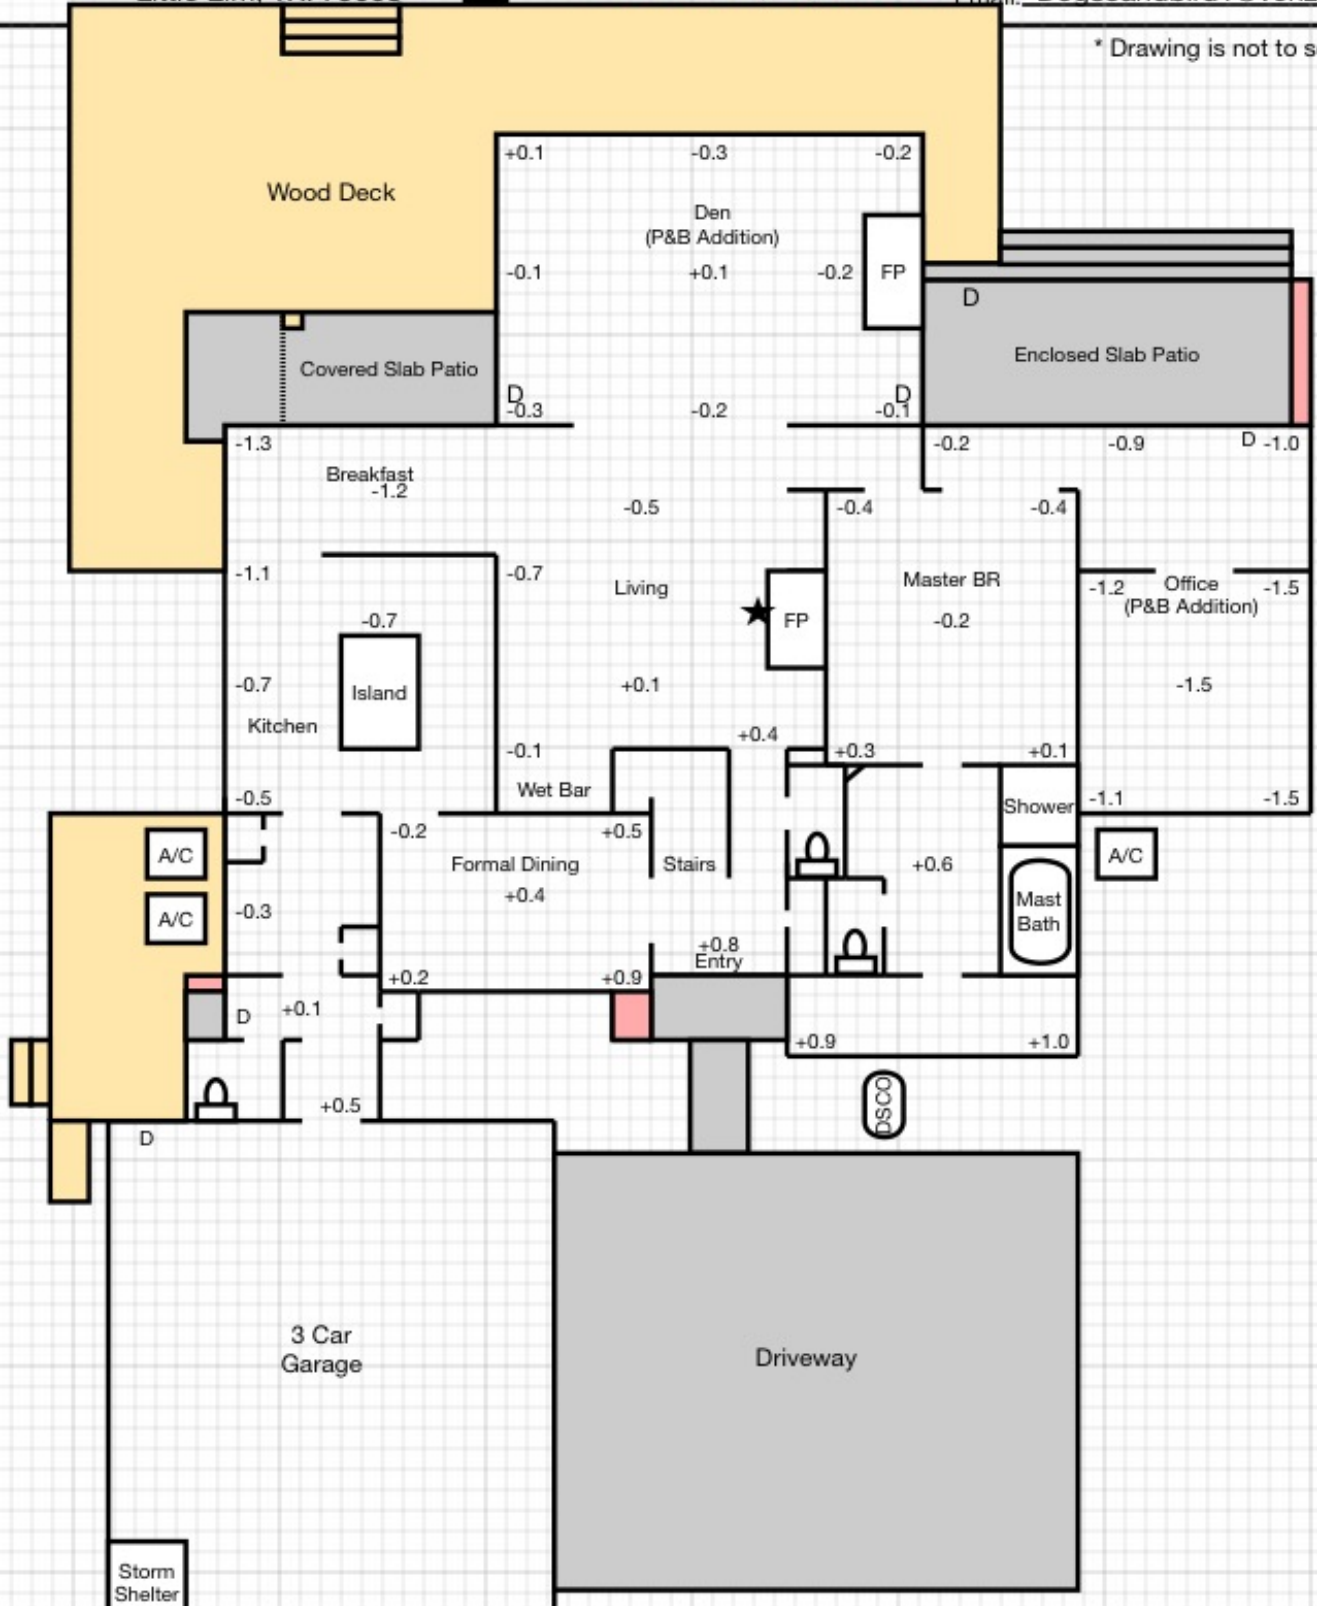 * Drawing is not to
+0.1 -0.3 -0.2
Wood Deck
Den
(P&B Addition)
-0.1 +0.1 -0.2 FP
D
Enclosed Slab Patio
Covered Slab Patio
D D
-0.3 -0.2 -0.1
-1.3 -0.2 -0.9 D -1.0
Breakfast
-1.2
-0.5 -0.4 -0.4
-1.1 -0.7 Living Master BR -1.2 Office -1.5
(P&B Addition)
-0.7 FP -0.2
Island
-0.7 +0.1 -1.5
Kitchen
-0.1 +0.4 +0.3 +0.1
Wet Bar
-0.5 Shower -1.1 -1.5
-0.2 +0.5
A/C Formal Dining Stairs +0.6 A/C
+0.4
A/C -0.3 Mast
Bath
+0.8
Entry
+0.2 +0.9
D +0.1
+0.9 +1.0
+0.5 DSCO
D
3 Car
Garage
Driveway
Storm
Shelter